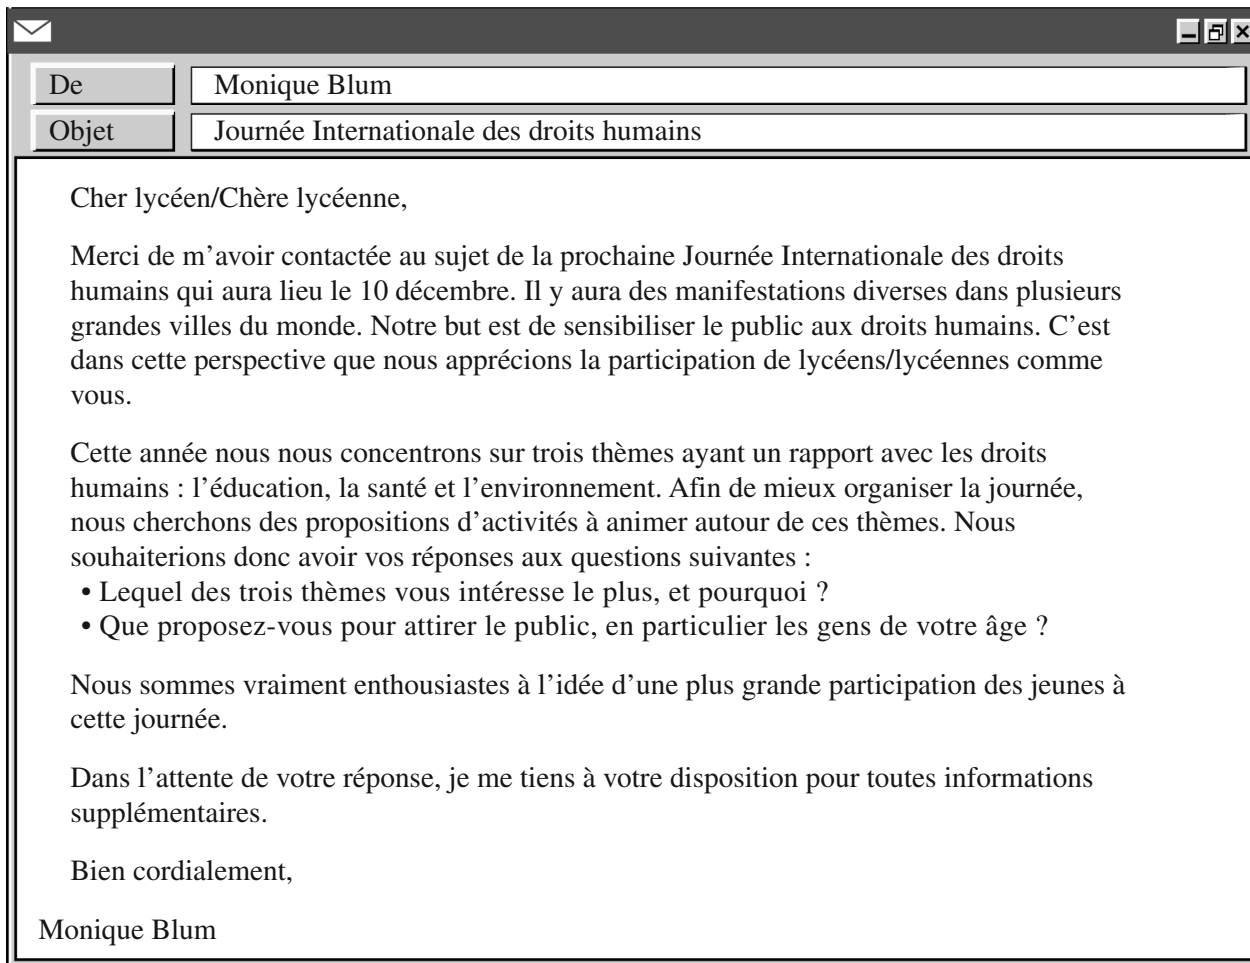 De
Monique Blum
Objet
Journée Internationale des droits humains
Cher lycéen/Chère lycéenne,
Merci de m’avoir contactée au sujet de la prochaine Journée Internationale des droits
humains qui aura lieu le 10 décembre. Il y aura des manifestations diverses dans plusieurs
grandes villes du monde. Notre but est de sensibiliser le public aux droits humains. C’est
dans cette perspective que nous apprécions la participation de lycéens/lycéennes comme
vous.
Cette année nous nous concentrons sur trois thèmes ayant un rapport avec les droits
humains : l’éducation, la santé et l’environnement. Afin de mieux organiser la journée,
nous cherchons des propositions d’activités à animer autour de ces thèmes. Nous
souhaiterions donc avoir vos réponses aux questions suivantes :
• Lequel des trois thèmes vous intéresse le plus, et pourquoi ?
• Que proposez-vous pour attirer le public, en particulier les gens de votre âge ?
Nous sommes vraiment enthousiastes à l’idée d’une plus grande participation des jeunes à
cette journée.
Dans l’attente de votre réponse, je me tiens à votre disposition pour toutes informations
supplémentaires.
Bien cordialement,
Monique Blum